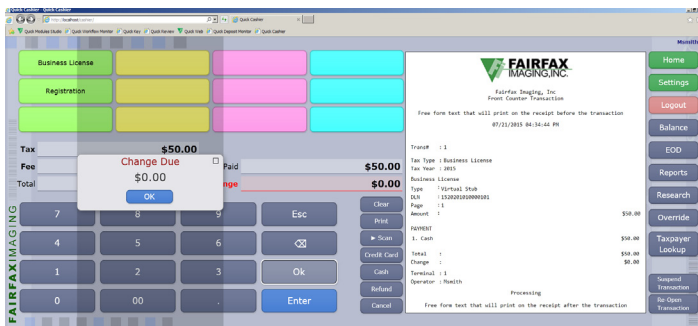 Quick Cashier - Quick Cashier
http://localhost/cashier/
Quick Cashier
Quick Modules Studio Quick Workflow Monitor Quick Key Quick Review Quick Web Quick Deposit Monitor Quick Cashier
Msmith
Business License
Registration
Tax $50.00
Fee Paid $50.00
Total nge $0.00
Change Due
$0.00
OK
7 8 9 Esc
4 5 6
1 2 3 Ok
0 00 . Enter
Clear
Print
Scan
Credit Card
Cash
Refund
Cancel
FAIRFAX IMAGING
FAIRFAX
IMAGING, INC.
Fairfax Imaging, Inc
Front Counter Transaction
Free form text that will print on the receipt before the transaction
07/21/2015 04:34:44 PM
Trans# : 1
Tax Type : Business License
Tax Year : 2015
Business License
Type : Virtual Stub
DLN : 1520201010000101
Page : 1
Amount : $50.00
PAYMENT
1. Cash $50.00
Total : $50.00
Change : $0.00
Terminal : 1
Operator : Msmith
Processing
Free form text that will print on the receipt after the transaction
Home
Settings
Logout
Balance
EOD
Reports
Research
Override
Taxpayer
Lookup
Suspend
Transaction
Re-Open
Transaction